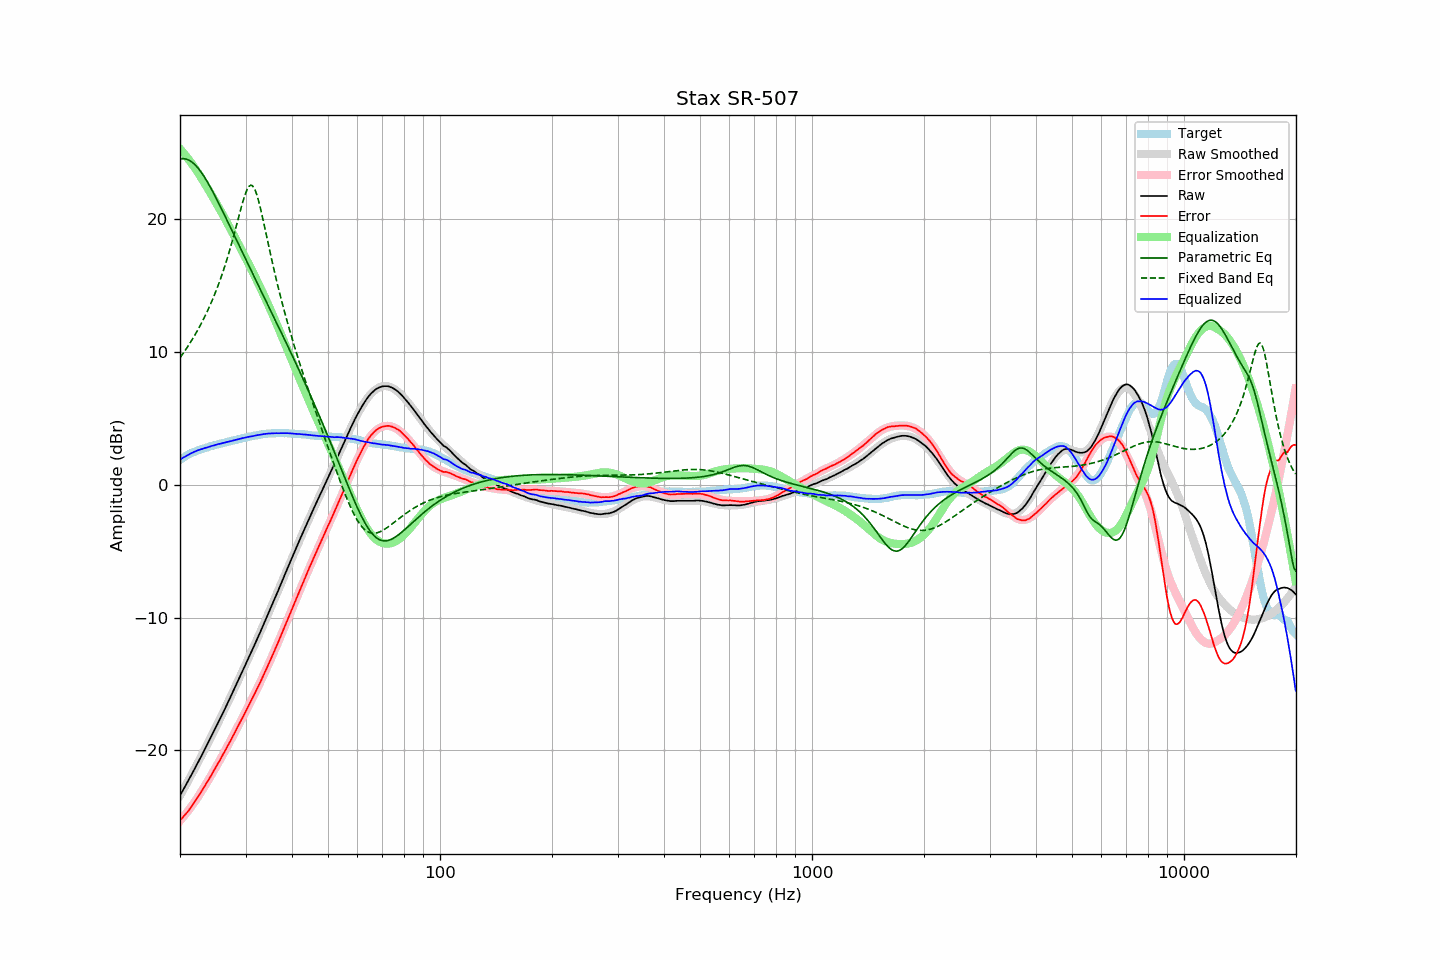 Stax SR-507
Target
Raw Smoothed
Error Smoothed
Raw
Error
Equalization
Parametric Eq
Fixed Band Eq
Equalized
20
10
0
−10
−20
Amplitude (dBr)
100
1000
10000
Frequency (Hz)